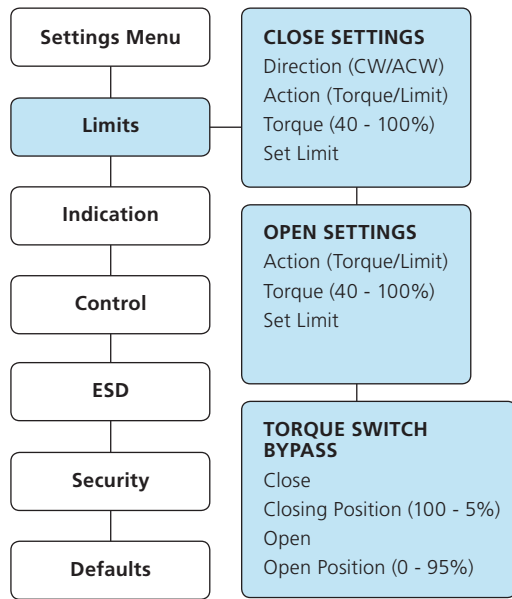 Settings Menu
Limits
Indication
Control
ESD
Security
Defaults
CLOSE SETTINGS
Direction (CW/ACW)
Action (Torque/Limit)
Torque (40 - 100%)
Set Limit
OPEN SETTINGS
Action (Torque/Limit)
Torque (40 - 100%)
Set Limit
TORQUE SWITCH
BYPASS
Close
Closing Position (100 - 5%)
Open
Open Position (0 - 95%)